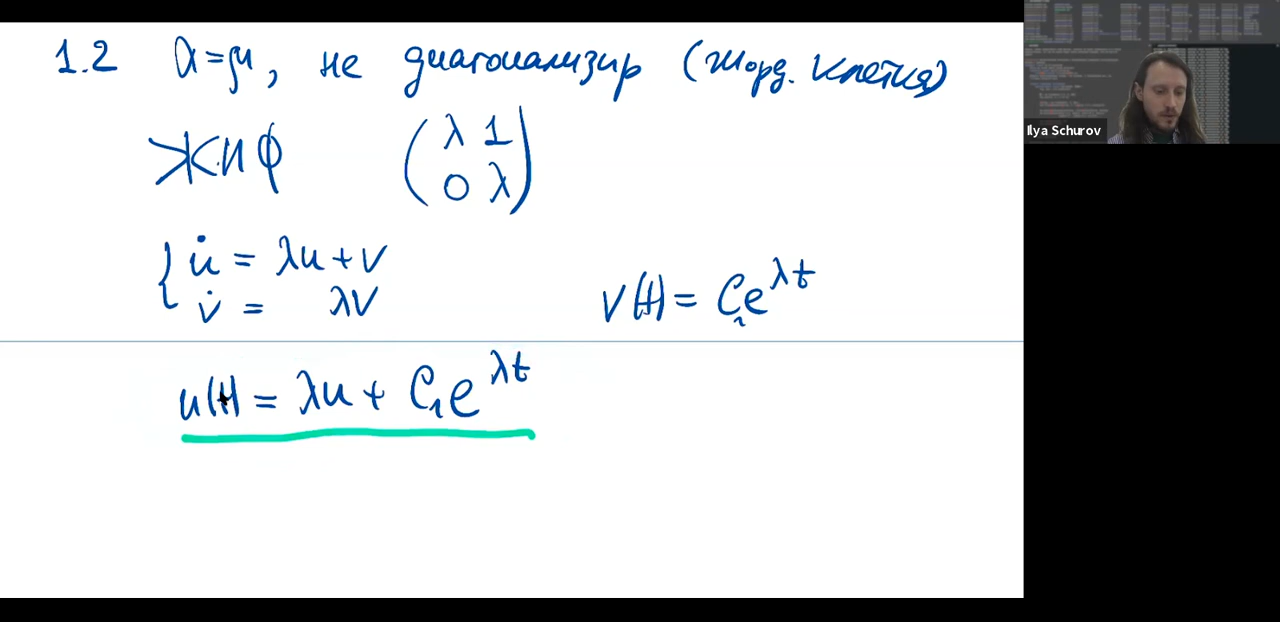 1.2 λ=μ, не диагонализир (жорд. клетка)
ЖНФ (λ 1
0 λ)
{ u̇ = λu + v
v̇ = λv
v(t) = C₁e^{λt}
u(t) = λu + C₁e^{λt}
Ilya Schurov